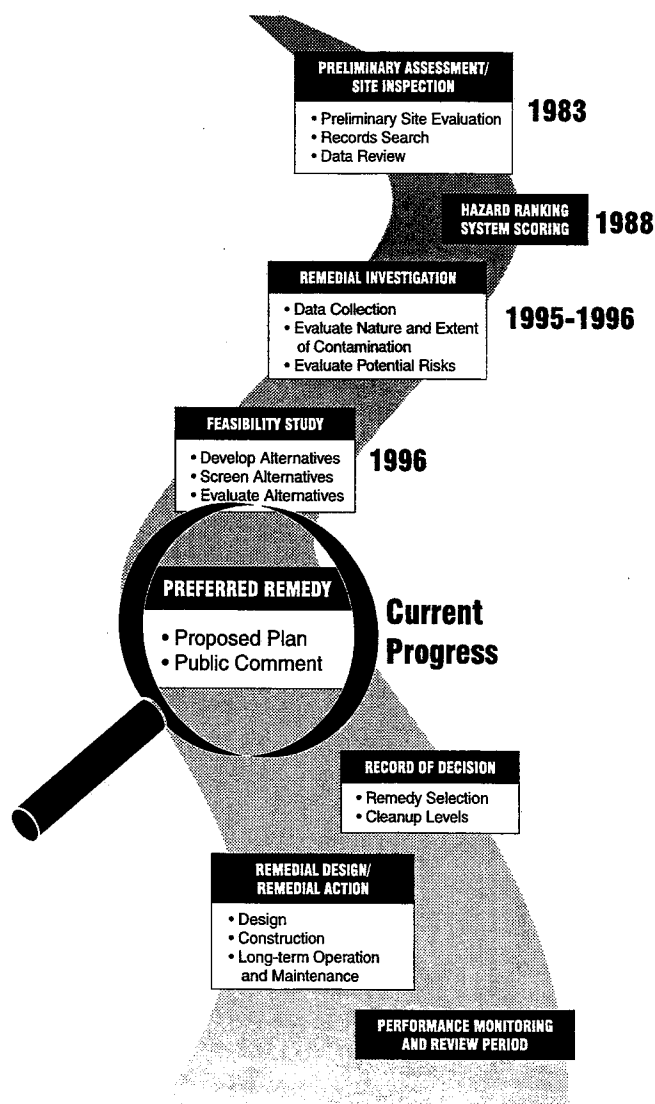 PRELIMINARY ASSESSMENT/
SITE INSPECTION
• Preliminary Site Evaluation
• Records Search
• Data Review
1983
HAZARD RANKING
SYSTEM SCORING
1988
REMEDIAL INVESTIGATION
• Data Collection
• Evaluate Nature and Extent
of Contamination
• Evaluate Potential Risks
1995-1996
FEASIBILITY STUDY
• Develop Alternatives
• Screen Alternatives
• Evaluate Alternatives
1996
PREFERRED REMEDY
• Proposed Plan
• Public Comment
Current
Progress
RECORD OF DECISION
• Remedy Selection
• Cleanup Levels
REMEDIAL DESIGN/
REMEDIAL ACTION
• Design
• Construction
• Long-term Operation
and Maintenance
PERFORMANCE MONITORING
AND REVIEW PERIOD